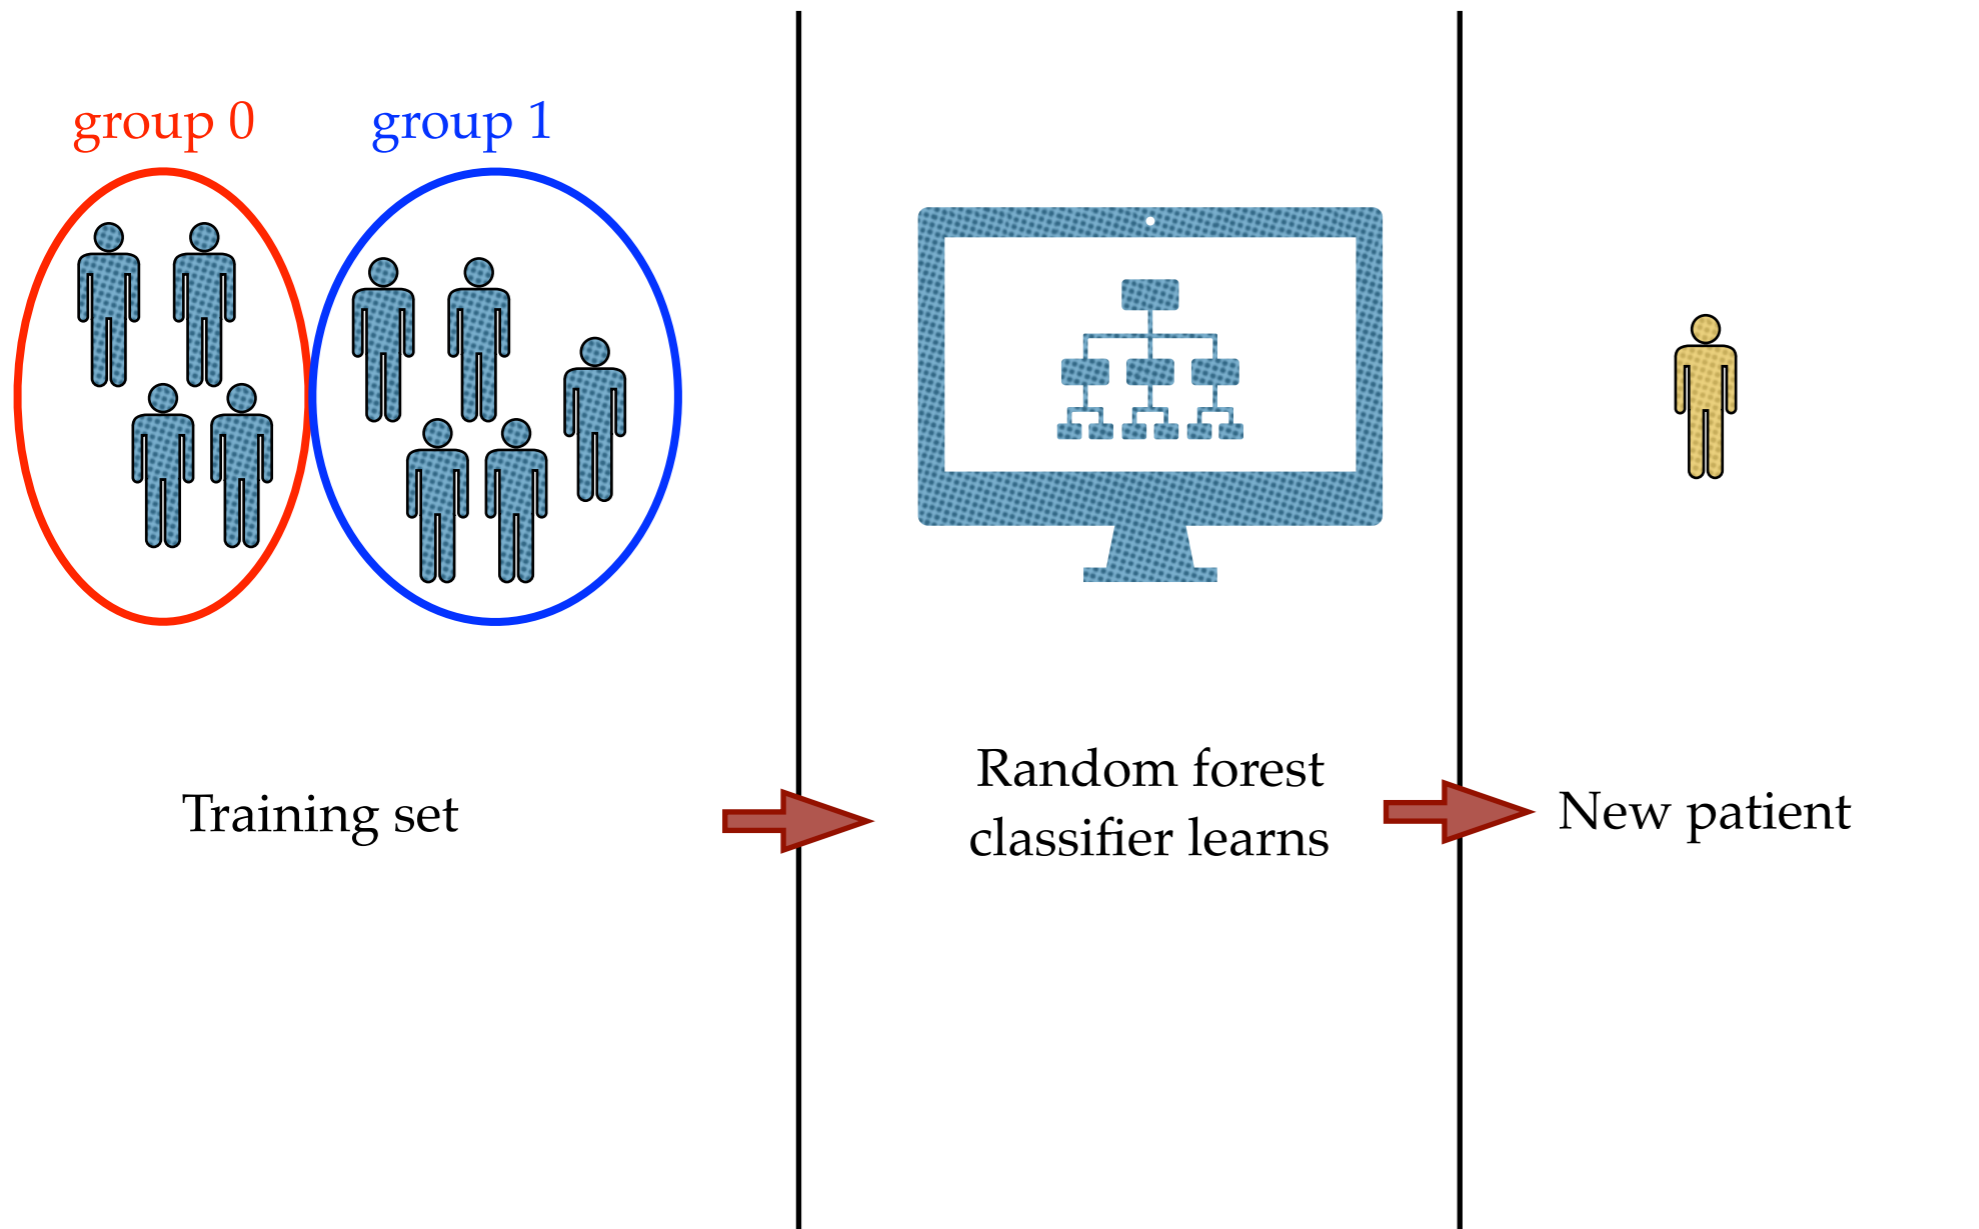 group 0
group 1
Training set
Random forest
classifier learns
New patient